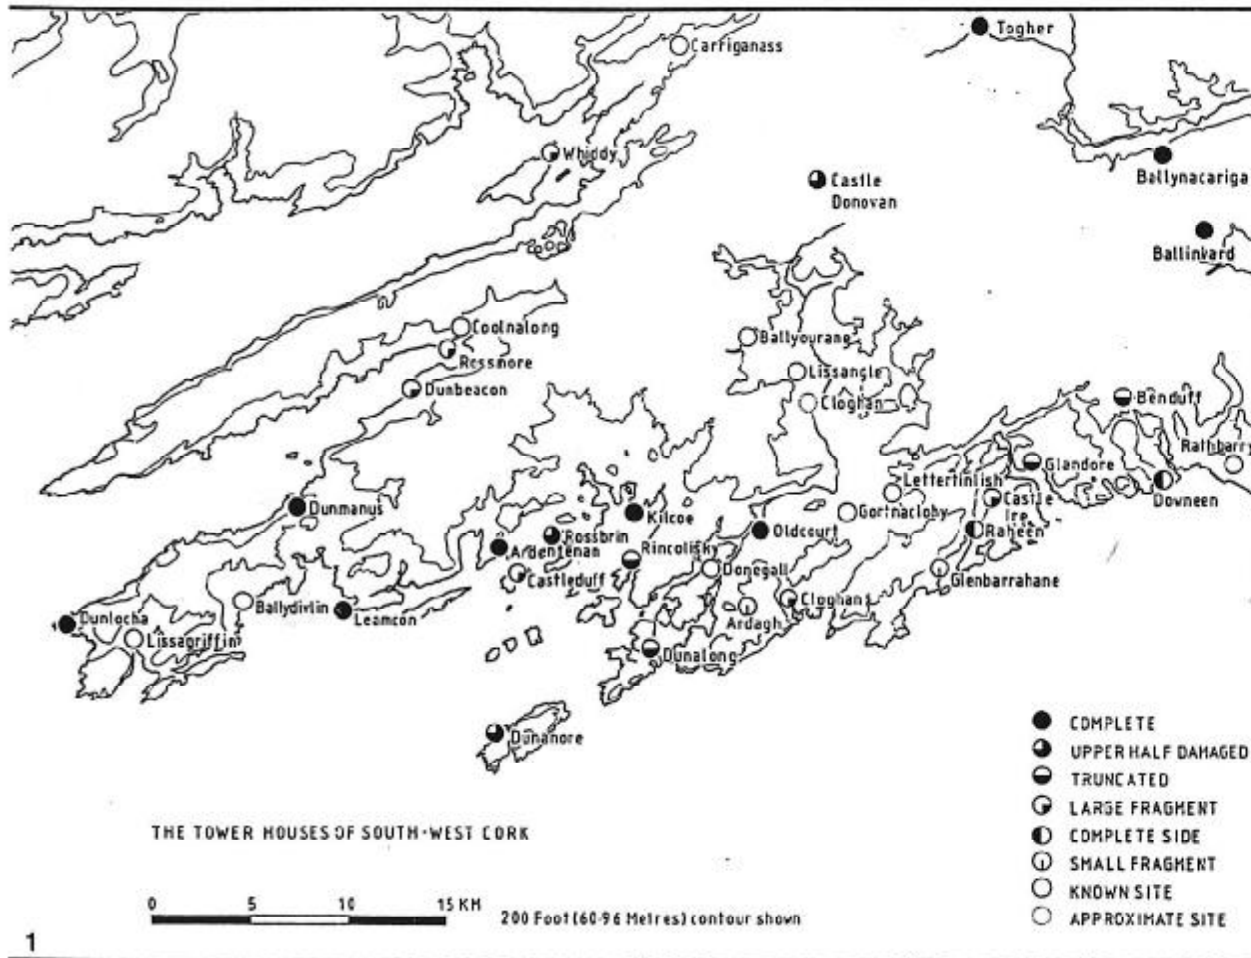 Togher
Carriganass
Whiddy
Castle
Donovan
Ballynacariga
Ballinvard
Coolnalong
Rossmore
Dunbeacon
Ballyourane
Lissangle
Cloghan
Benduff
Rathbarry
Glandore
Letterfinlish
Castle
Ire
Downeen
Dunmanus
Kilcoe
Gortnaclohy
Rossbrin
Oldcourt
Raheen
Ardentenan
Rincolisky
Castleduff
Donegall
Glenbarrahane
Dunlocha
Ballydivlin
Leamcon
Cloghans
Ardagh
Lissagriffin
Dunalong
Dunanore
COMPLETE
UPPER HALF DAMAGED
TRUNCATED
LARGE FRAGMENT
COMPLETE SIDE
SMALL FRAGMENT
KNOWN SITE
APPROXIMATE SITE
THE TOWER HOUSES OF SOUTH-WEST CORK
0 5 10 15 KM
200 Foot (60·96 Metres) contour shown
1